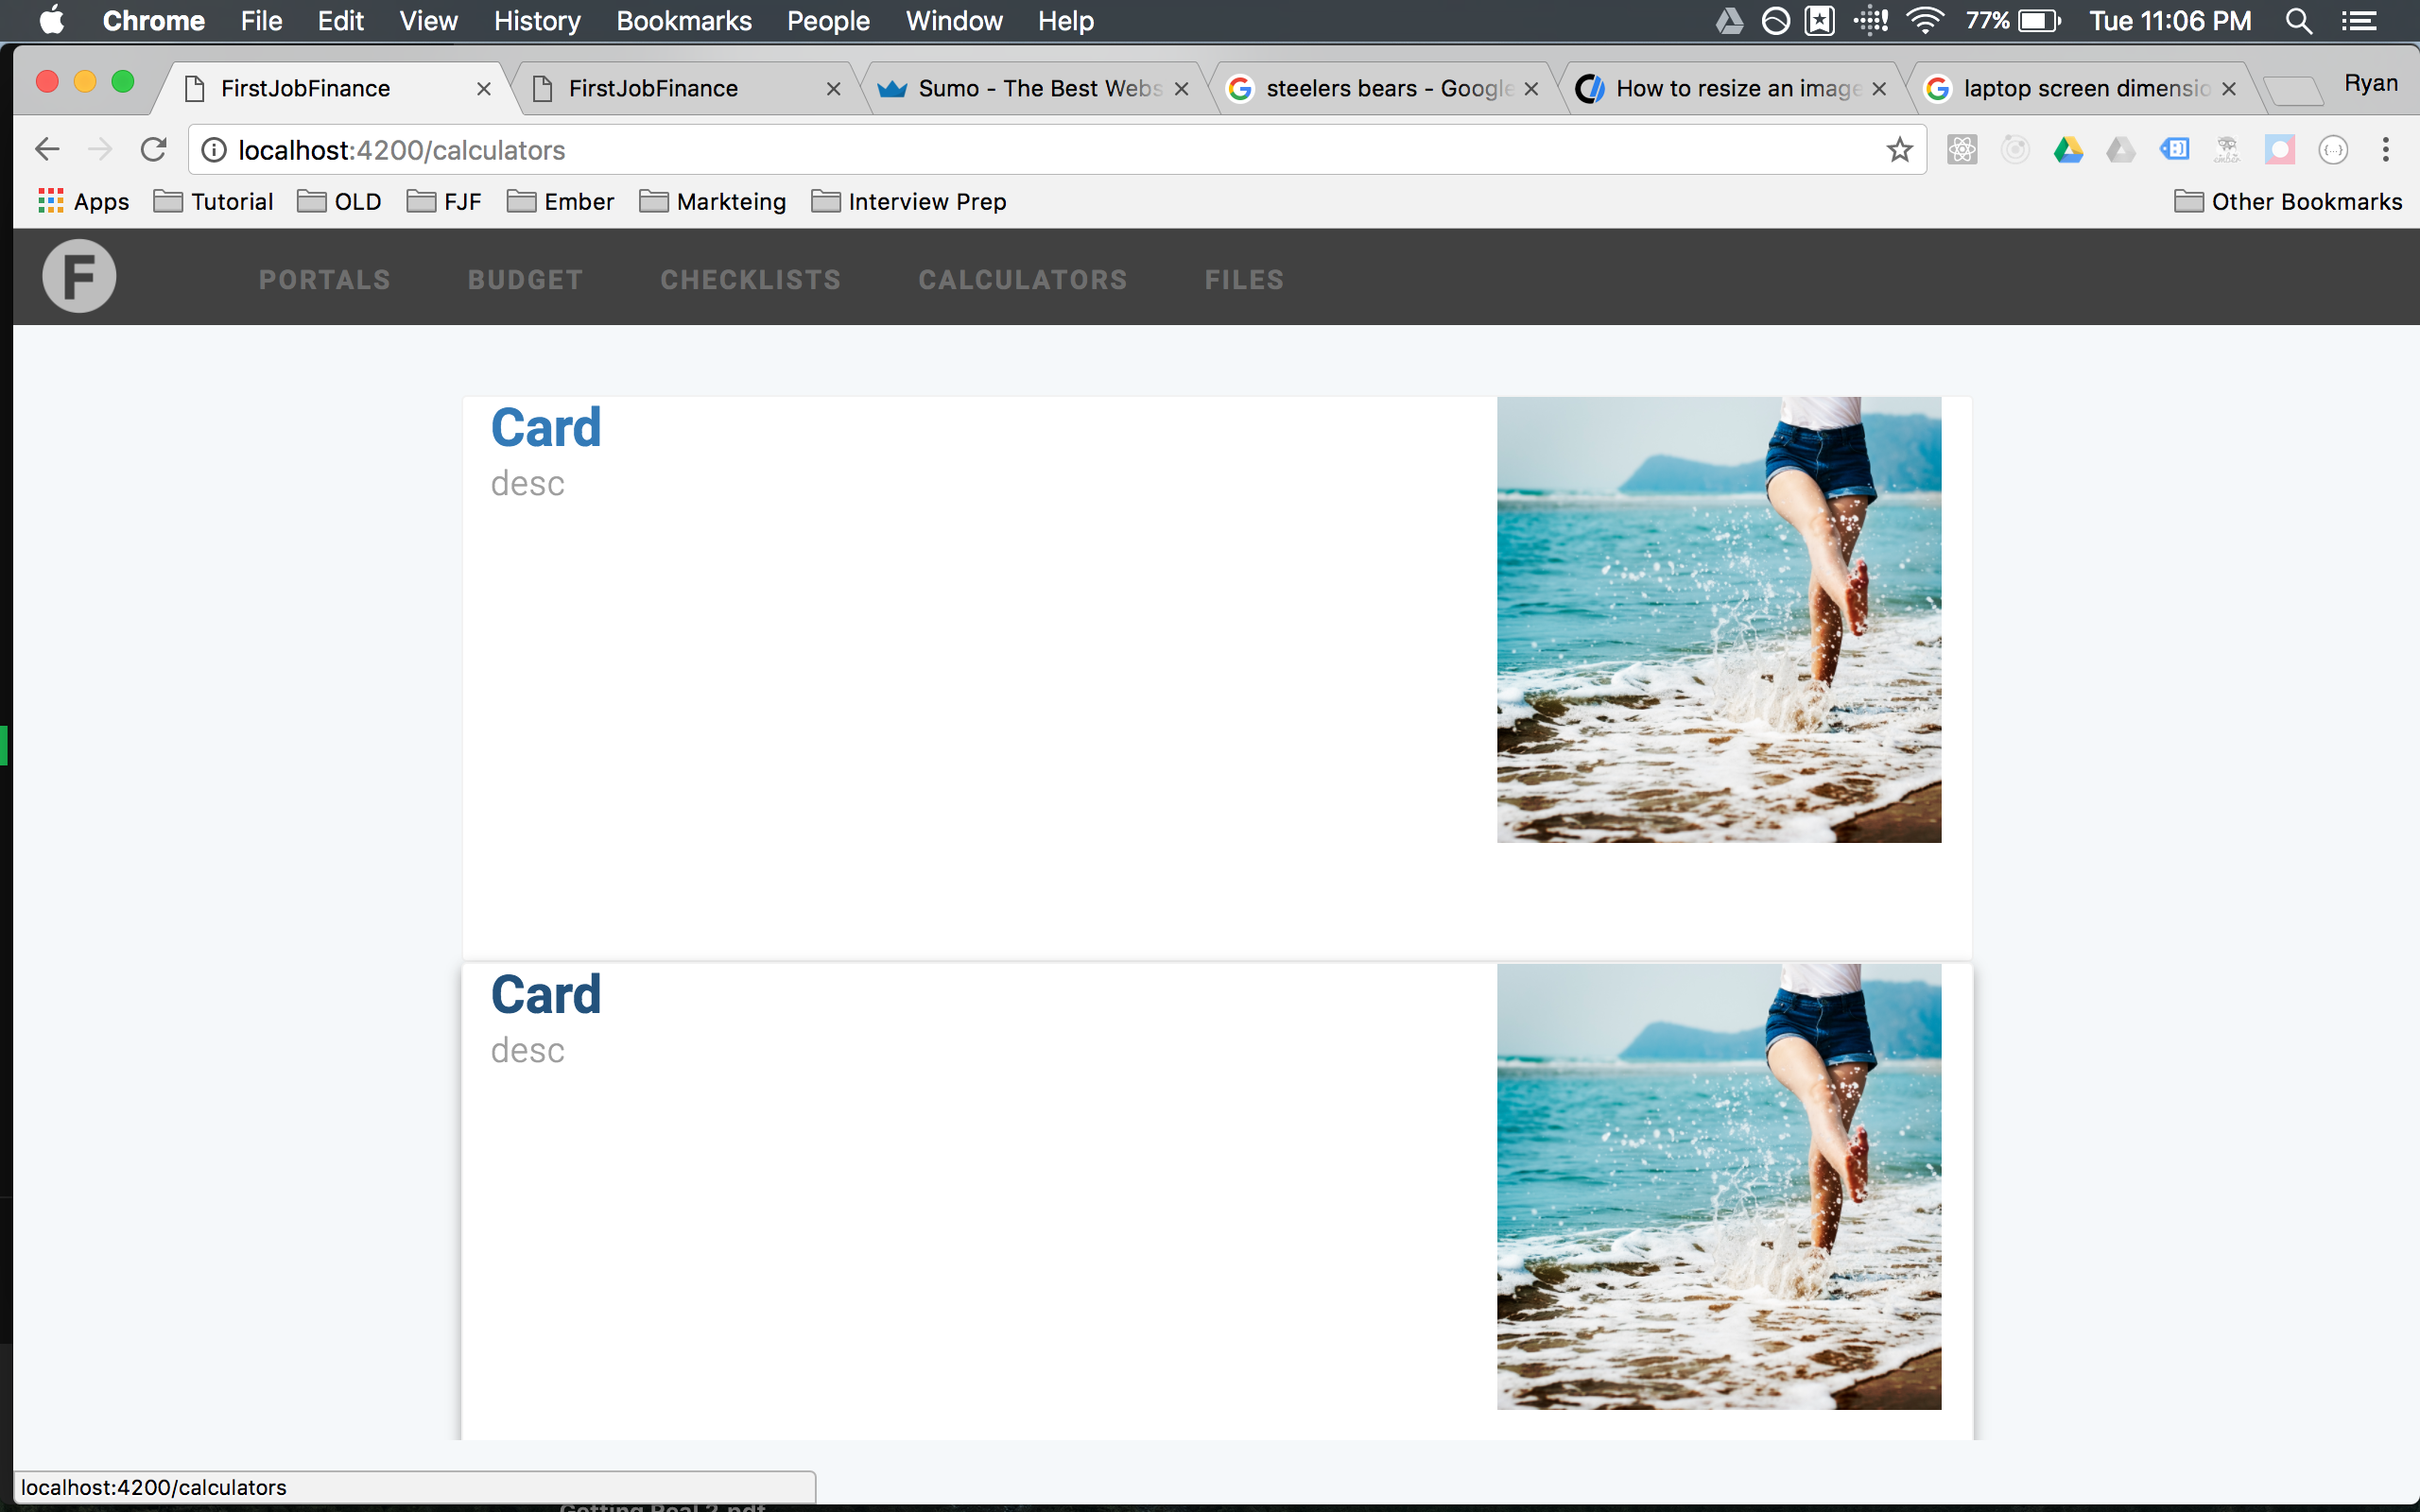 Chrome File Edit View History Bookmarks People Window Help 77% Tue 11:06 PM
FirstJobFinance FirstJobFinance Sumo - The Best Webs steelers bears - Google How to resize an image laptop screen dimensio Ryan
localhost:4200/calculators
Apps Tutorial OLD FJF Ember Markteing Interview Prep Other Bookmarks
F PORTALS BUDGET CHECKLISTS CALCULATORS FILES
Card
desc
Card
desc
localhost:4200/calculators